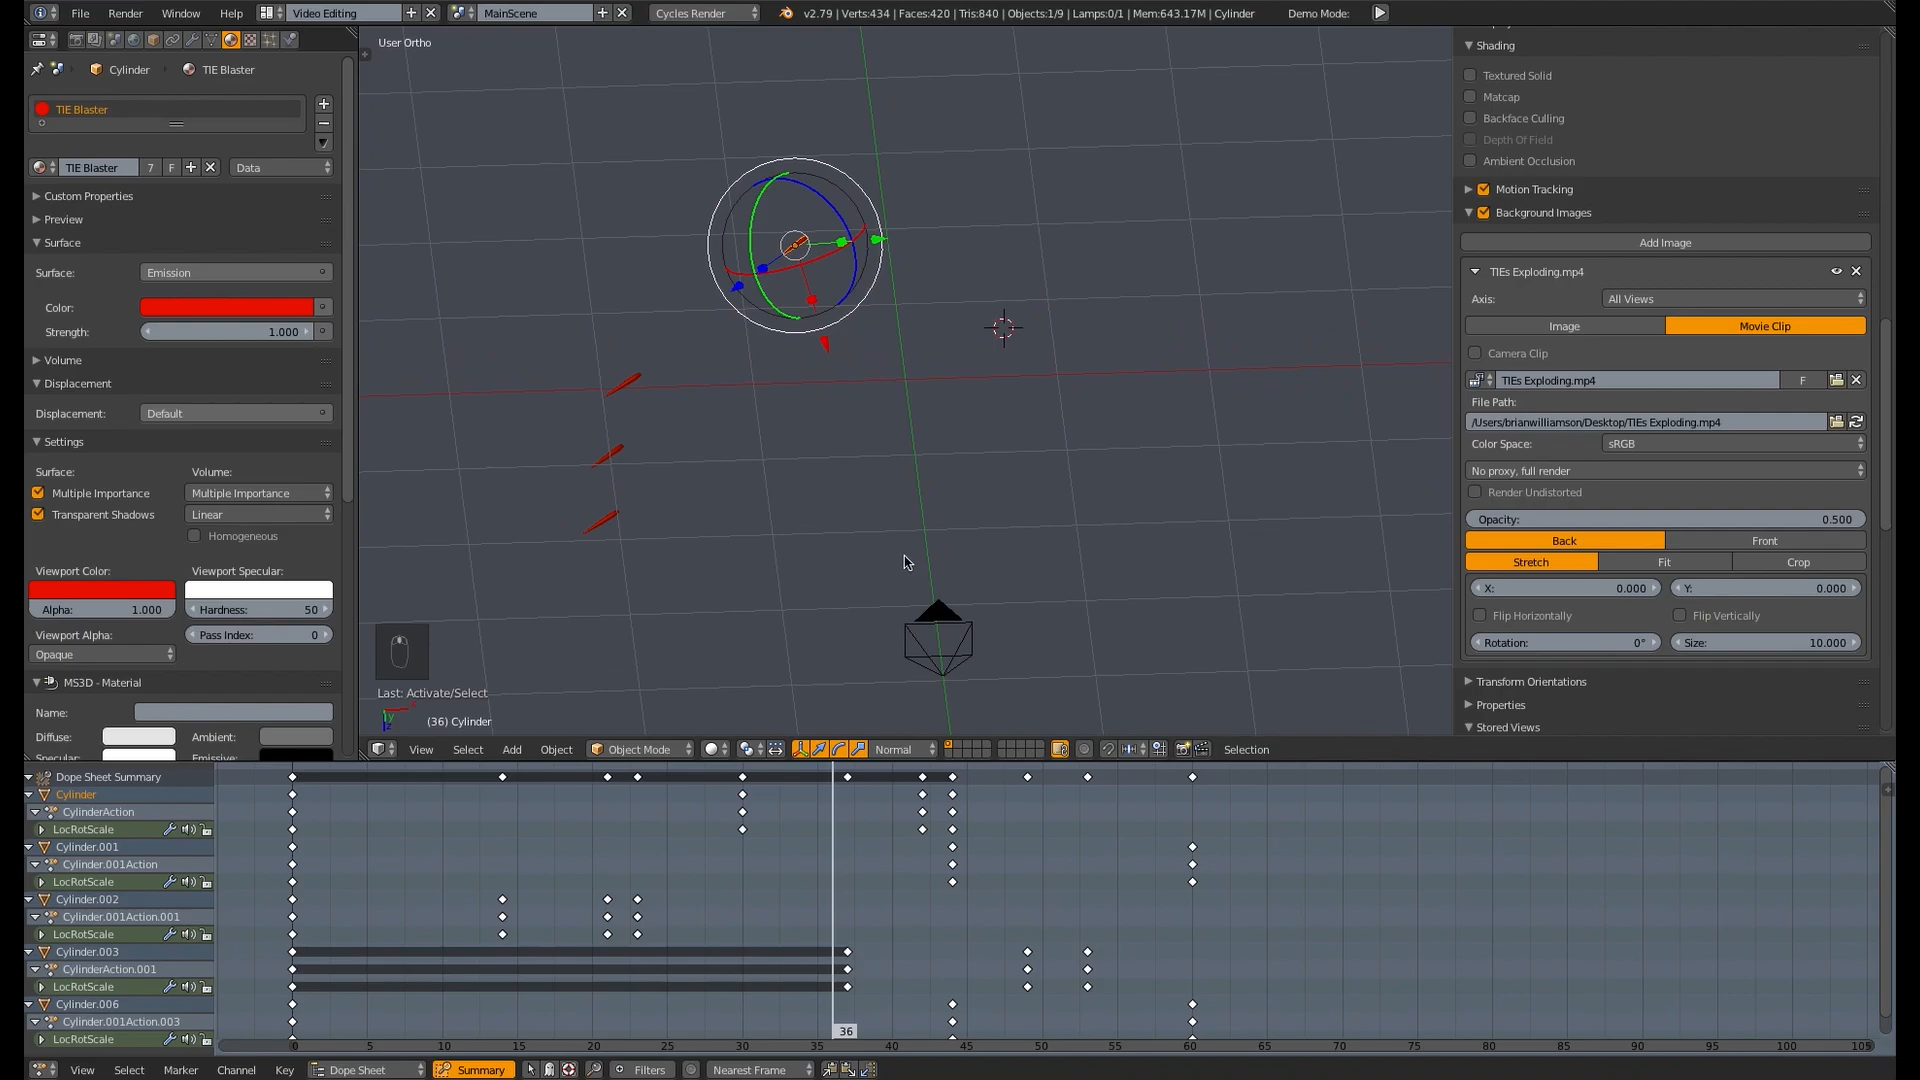 File Render Window Help Video Editing MainScene Cycles Render v2.79 | Verts:434 | Faces:420 | Tris:840 | Objects:1/9 | Lamps:0/1 | Mem:643.17M | Cylinder Demo Mode:
Cylinder TIE Blaster
TIE Blaster
TIE Blaster 7 F Data
Custom Properties
Preview
Surface
Surface: Emission
Color:
Strength: 1.000
Volume
Displacement
Displacement: Default
Settings
Surface: Volume:
Multiple Importance Multiple Importance
Transparent Shadows Linear
Homogeneous
Viewport Color: Viewport Specular:
Alpha: 1.000 Hardness: 50
Viewport Alpha: Pass Index: 0
Opaque
MS3D - Material
Name:
Diffuse: Ambient:
Specular: Emissive:
User Ortho
Last: Activate/Select
(36) Cylinder
View Select Add Object Object Mode Normal Selection
Shading
Textured Solid
Matcap
Backface Culling
Depth Of Field
Ambient Occlusion
Motion Tracking
Background Images
Add Image
TIEs Exploding.mp4
Axis: All Views
Image Movie Clip
Camera Clip
TIEs Exploding.mp4 F
File Path:
/Users/brianwilliamson/Desktop/TIEs Exploding.mp4
Color Space: sRGB
No proxy, full render
Render Undistorted
Opacity: 0.500
Back Front
Stretch Fit Crop
X: 0.000 Y: 0.000
Flip Horizontally Flip Vertically
Rotation: 0° Size: 10.000
Transform Orientations
Properties
Stored Views
Dope Sheet Summary
Cylinder
CylinderAction
LocRotScale
Cylinder.001
Cylinder.001Action
LocRotScale
Cylinder.002
Cylinder.001Action.001
LocRotScale
Cylinder.003
CylinderAction.001
LocRotScale
Cylinder.006
Cylinder.001Action.003
LocRotScale
36
0 5 10 15 20 25 30 35 40 45 50 55 60 65 70 75 80 85 90 95 100 105
View Select Marker Channel Key Dope Sheet Summary Filters Nearest Frame